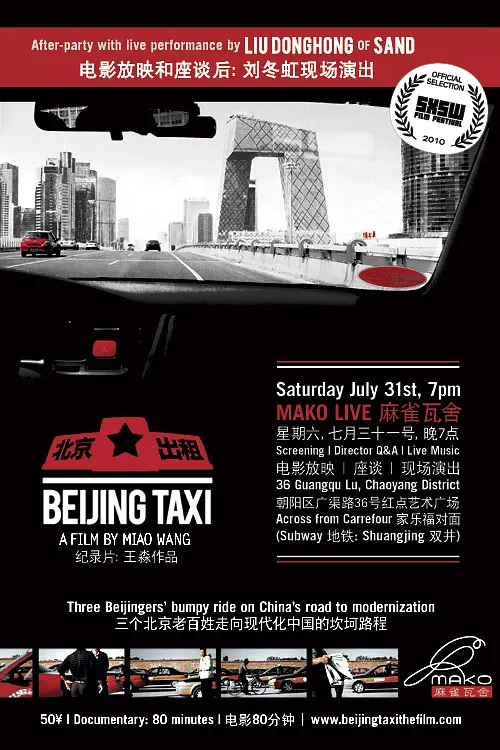 After-party with live performance by LIU DONGHONG OF SAND
电影放映和座谈后: 刘冬虹现场演出
OFFICIAL SELECTION
SXSW
FILM FESTIVAL
2010
Saturday July 31st, 7pm
MAKO LIVE 麻雀瓦舍
星期六, 七月三十一号, 晚7点
Screening | Director Q&A | Live Music
电影放映 | 座谈 | 现场演出
36 Guangqu Lu, Chaoyang District
朝阳区广渠路36号红点艺术广场
Across from Carrefour 家乐福对面
(Subway 地铁: Shuangjing 双井)
北京 出租
BEIJING TAXI
A FILM BY MIAO WANG
纪录片: 王淼作品
Three Beijingers' bumpy ride on China's road to modernization
三个北京老百姓走向现代化中国的坎坷路程
MAKO
麻雀瓦舍
50¥ | Documentary: 80 minutes | 电影80分钟 | www.beijingtaxithefilm.com